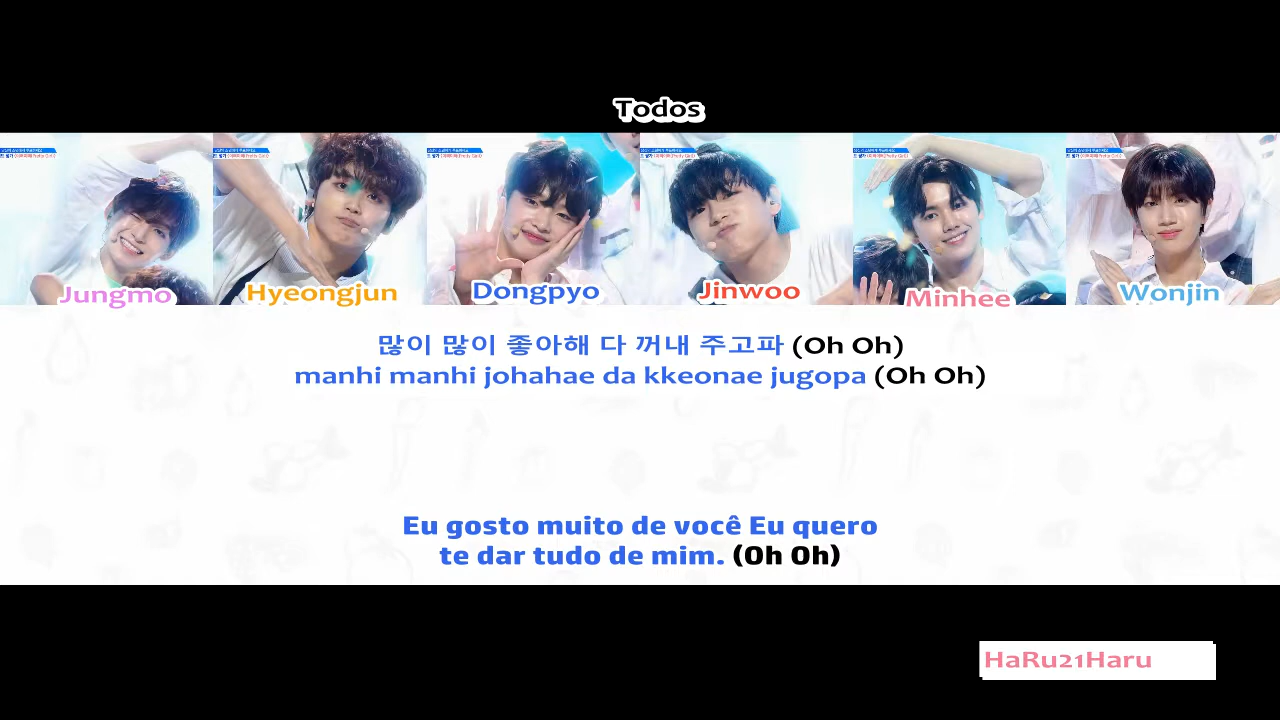 Todos
Jungmo
Hyeongjun
Dongpyo
Jinwoo
Minhee
Wonjin
많이 많이 좋아해 다 꺼내 주고파 (Oh Oh)
manhi manhi johahae da kkeonae jugopa (Oh Oh)
Eu gosto muito de você Eu quero
te dar tudo de mim. (Oh Oh)
HaRu21Haru